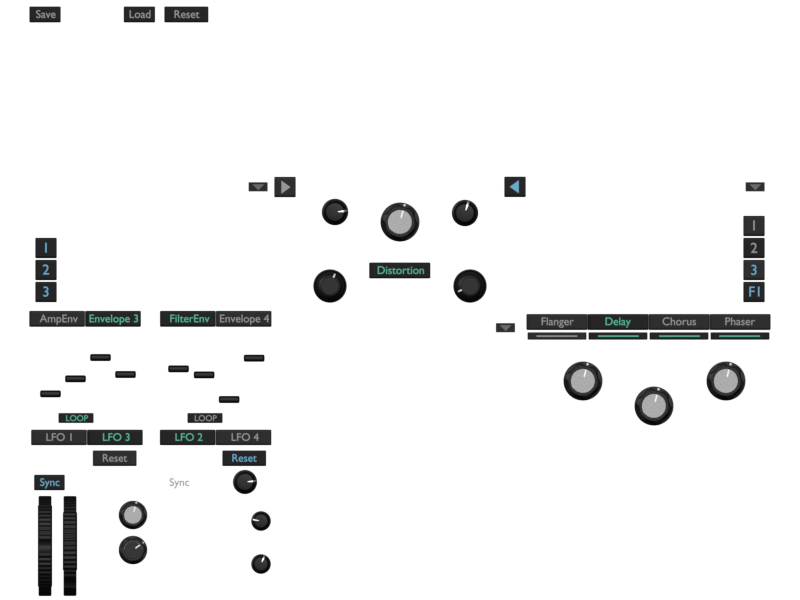 Save Load Reset
1
2
3
1
2
3
F1
Distortion
AmpEnv Envelope 3 FilterEnv Envelope 4
Flanger Delay Chorus Phaser
LOOP LOOP
LFO 1 LFO 3 LFO 2 LFO 4
Reset Reset
Sync Sync